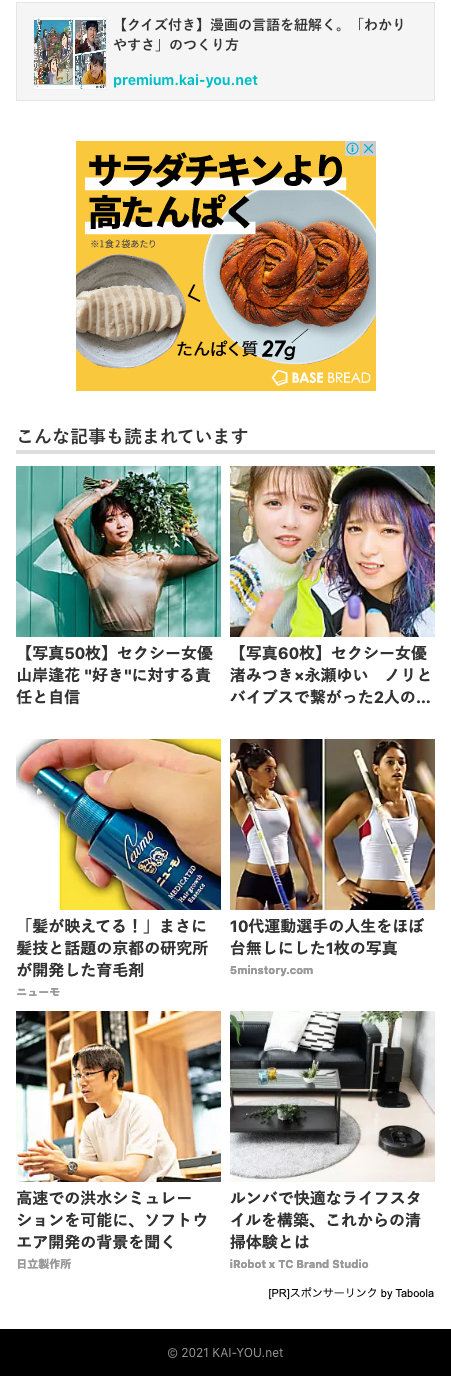 【クイズ付き】漫画の言語を紐解く。「わかり
やすさ」のつくり方
premium.kai-you.net
サラダチキンより
高たんぱく
※1食2袋あたり
<
たんぱく質 27g
BASE BREAD
こんな記事も読まれています
【写真50枚】セクシー女優
山岸逢花 "好き"に対する責
任と自信
【写真60枚】セクシー女優
渚みつき×永瀬ゆい　ノリと
バイブスで繋がった2人の...
Newmo
ニューモ
MEDICATED
Hair growth
Essence
「髪が映えてる！」まさに
髪技と話題の京都の研究所
が開発した育毛剤
ニューモ
10代運動選手の人生をほぼ
台無しにした1枚の写真
5minstory.com
高速での洪水シミュレー
ションを可能に、ソフトウ
エア開発の背景を聞く
日立製作所
ルンバで快適なライフスタ
イルを構築、これからの清
掃体験とは
iRobot x TC Brand Studio
[PR]スポンサーリンク by Taboola
© 2021 KAI-YOU.net